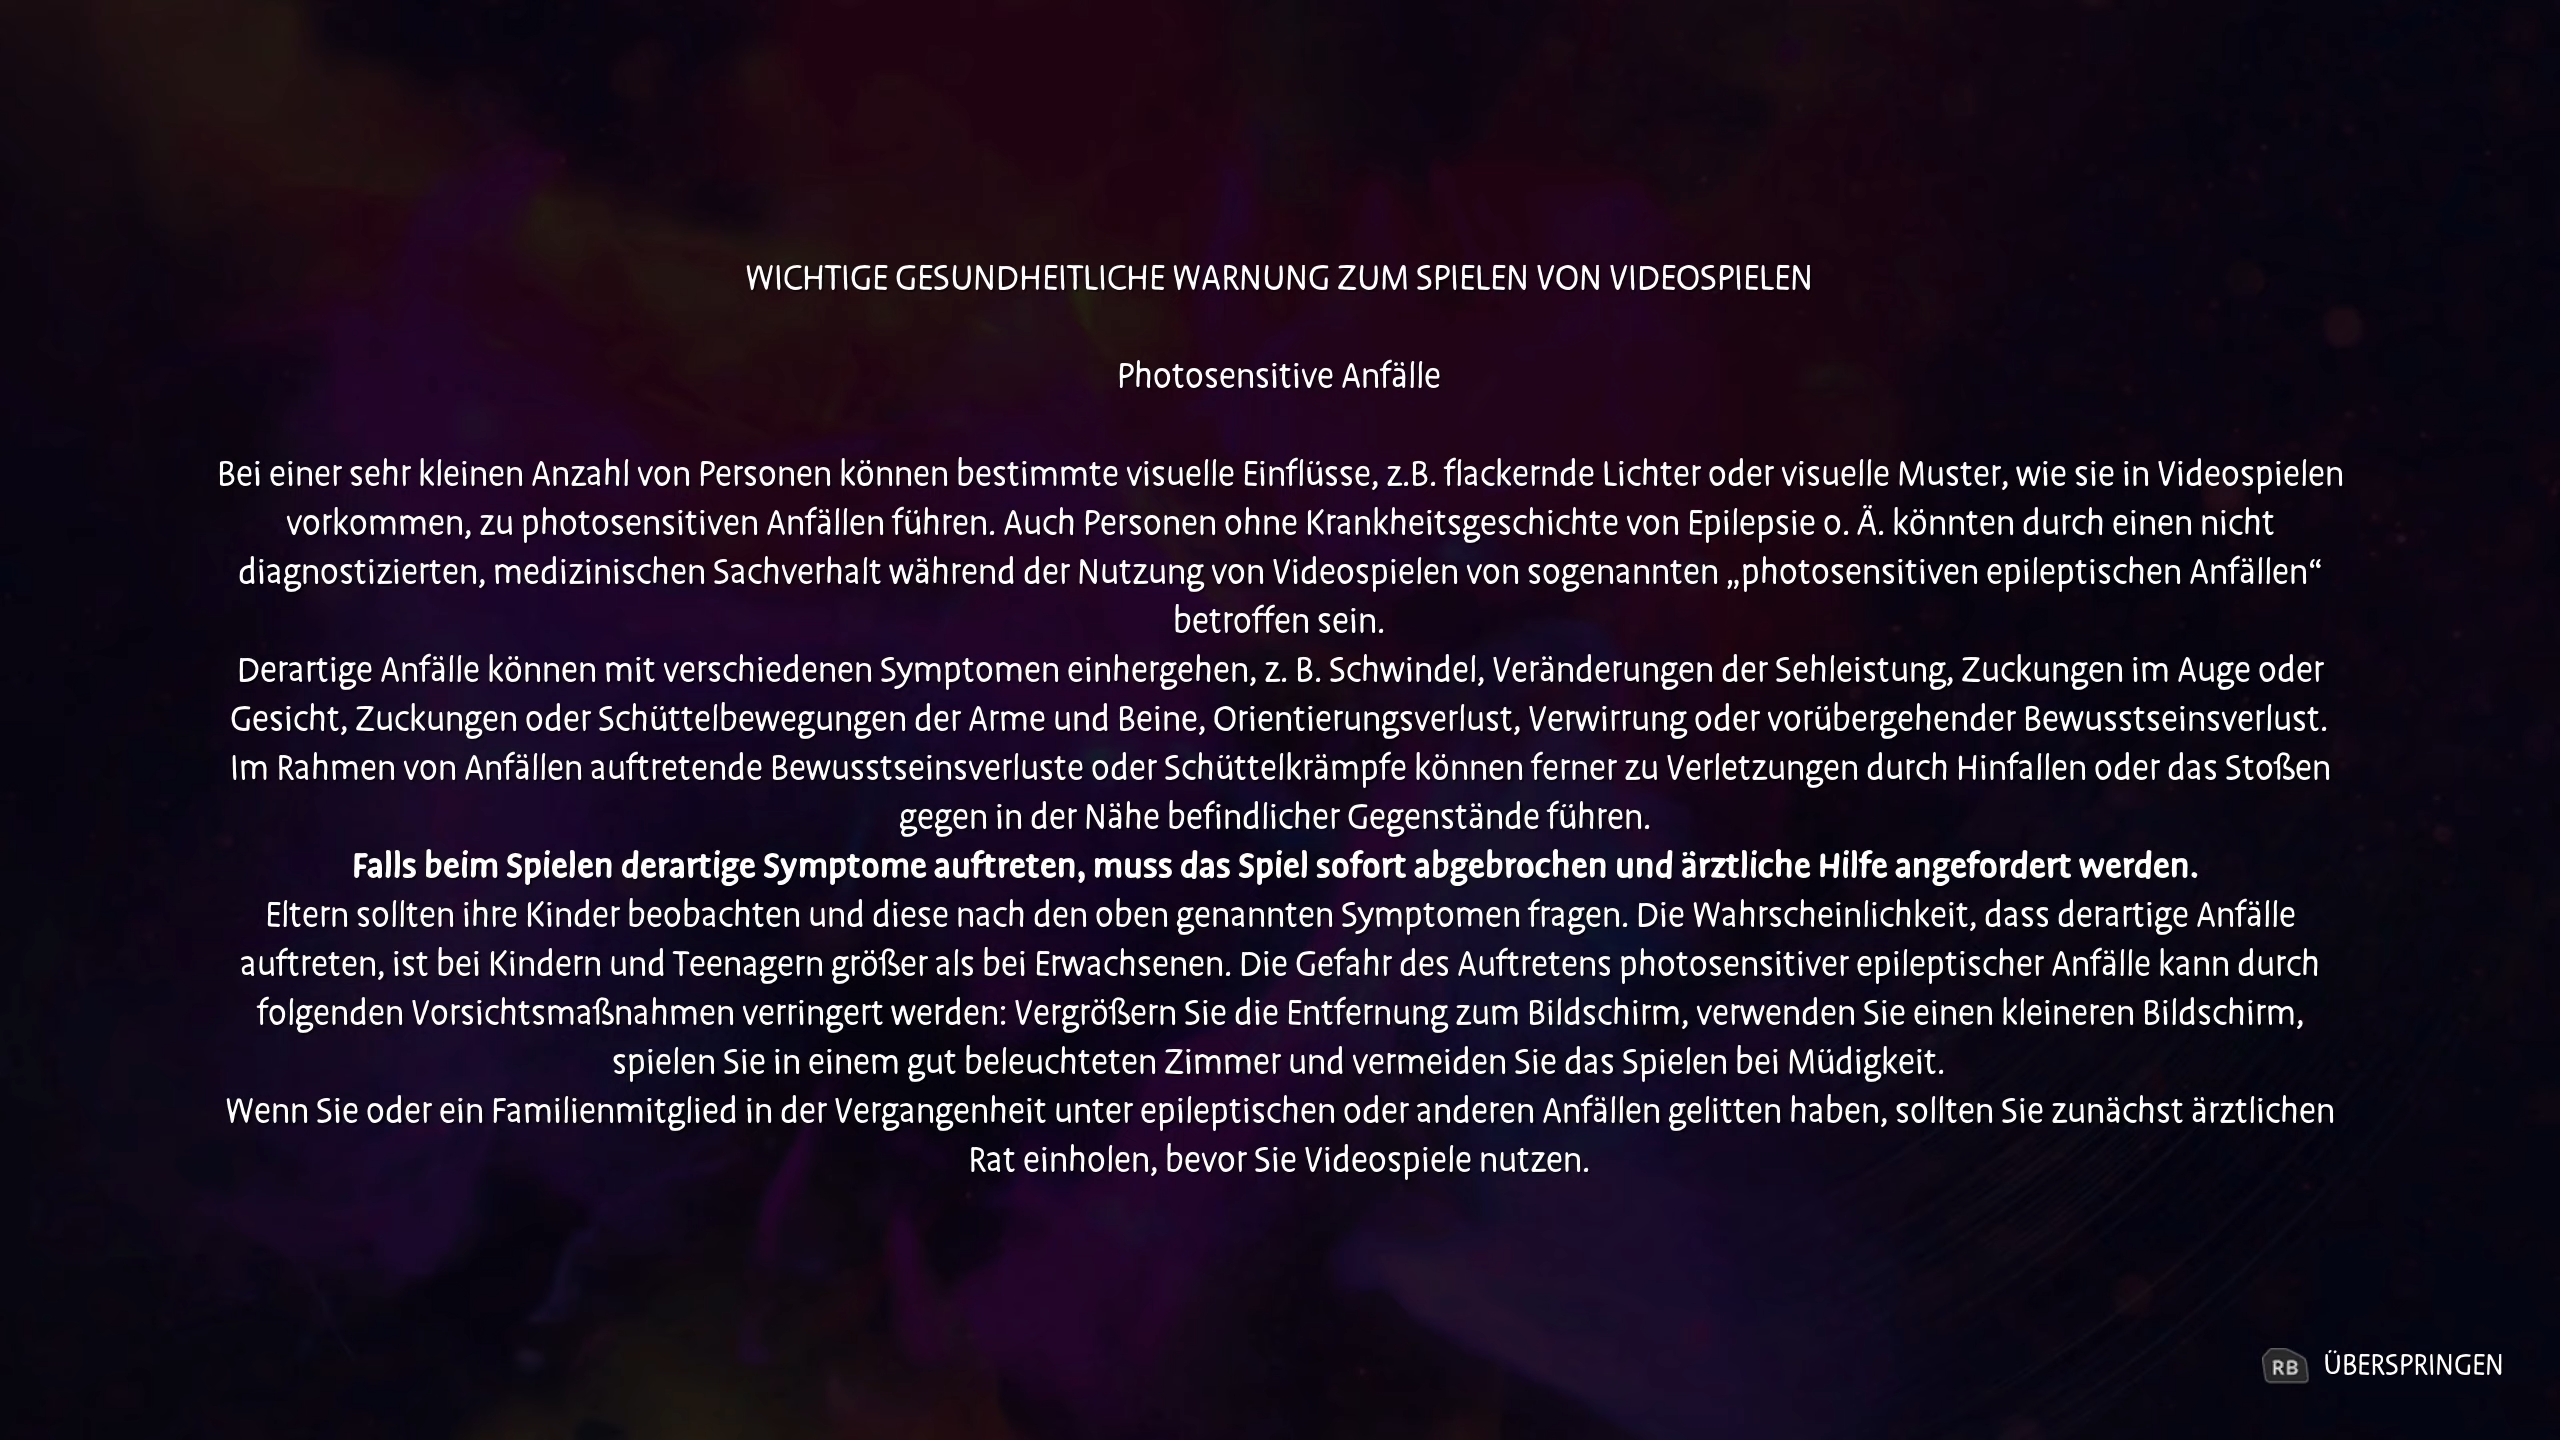 WICHTIGE GESUNDHEITLICHE WARNUNG ZUM SPIELEN VON VIDEOSPIELEN
Photosensitive Anfälle
Bei einer sehr kleinen Anzahl von Personen können bestimmte visuelle Einflüsse, z.B. flackernde Lichter oder visuelle Muster, wie sie in Videospielen
vorkommen, zu photosensitiven Anfällen führen. Auch Personen ohne Krankheitsgeschichte von Epilepsie o. Ä. könnten durch einen nicht
diagnostizierten, medizinischen Sachverhalt während der Nutzung von Videospielen von sogenannten „photosensitiven epileptischen Anfällen“
betroffen sein.
Derartige Anfälle können mit verschiedenen Symptomen einhergehen, z. B. Schwindel, Veränderungen der Sehleistung, Zuckungen im Auge oder
Gesicht, Zuckungen oder Schüttelbewegungen der Arme und Beine, Orientierungsverlust, Verwirrung oder vorübergehender Bewusstseinsverlust.
Im Rahmen von Anfällen auftretende Bewusstseinsverluste oder Schüttelkrämpfe können ferner zu Verletzungen durch Hinfallen oder das Stoßen
gegen in der Nähe befindlicher Gegenstände führen.
Falls beim Spielen derartige Symptome auftreten, muss das Spiel sofort abgebrochen und ärztliche Hilfe angefordert werden.
Eltern sollten ihre Kinder beobachten und diese nach den oben genannten Symptomen fragen. Die Wahrscheinlichkeit, dass derartige Anfälle
auftreten, ist bei Kindern und Teenagern größer als bei Erwachsenen. Die Gefahr des Auftretens photosensitiver epileptischer Anfälle kann durch
folgenden Vorsichtsmaßnahmen verringert werden: Vergrößern Sie die Entfernung zum Bildschirm, verwenden Sie einen kleineren Bildschirm,
spielen Sie in einem gut beleuchteten Zimmer und vermeiden Sie das Spielen bei Müdigkeit.
Wenn Sie oder ein Familienmitglied in der Vergangenheit unter epileptischen oder anderen Anfällen gelitten haben, sollten Sie zunächst ärztlichen
Rat einholen, bevor Sie Videospiele nutzen.
RB ÜBERSPRINGEN